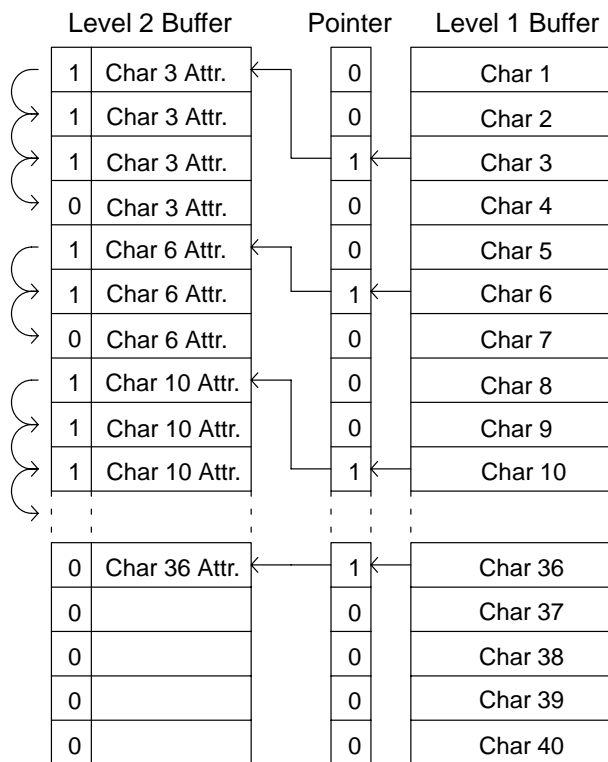 Level 2 Buffer Pointer Level 1 Buffer
1 Char 3 Attr. 0 Char 1
1 Char 3 Attr. 0 Char 2
1 Char 3 Attr. 1 Char 3
0 Char 3 Attr. 0 Char 4
1 Char 6 Attr. 0 Char 5
1 Char 6 Attr. 1 Char 6
0 Char 6 Attr. 0 Char 7
1 Char 10 Attr. 0 Char 8
1 Char 10 Attr. 0 Char 9
1 Char 10 Attr. 1 Char 10
0 Char 36 Attr. 1 Char 36
0 0 Char 37
0 0 Char 38
0 0 Char 39
0 0 Char 40